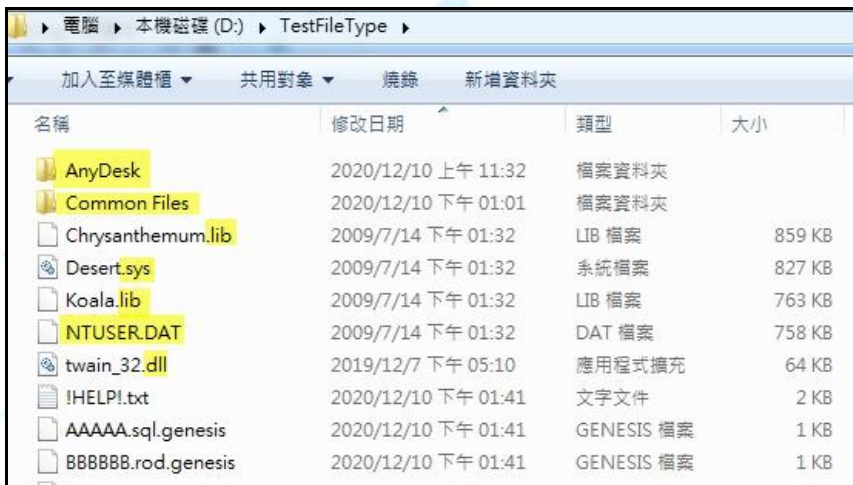 電腦 ▸ 本機磁碟 (D:) ▸ TestFileType ▸
加入至媒體櫃 ▼ 共用對象 ▼ 燒錄 新增資料夾
名稱 修改日期 類型 大小
AnyDesk 2020/12/10 上午 11:32 檔案資料夾
Common Files 2020/12/10 下午 01:01 檔案資料夾
Chrysanthemum.lib 2009/7/14 下午 01:32 LIB 檔案 859 KB
Desert.sys 2009/7/14 下午 01:32 系統檔案 827 KB
Koala.lib 2009/7/14 下午 01:32 LIB 檔案 763 KB
NTUSER.DAT 2009/7/14 下午 01:32 DAT 檔案 758 KB
twain_32.dll 2019/12/7 下午 05:10 應用程式擴充 64 KB
!HELP!.txt 2020/12/10 下午 01:41 文字文件 2 KB
AAAAA.sql.genesis 2020/12/10 下午 01:41 GENESIS 檔案 1 KB
BBBBBB.rod.genesis 2020/12/10 下午 01:41 GENESIS 檔案 1 KB